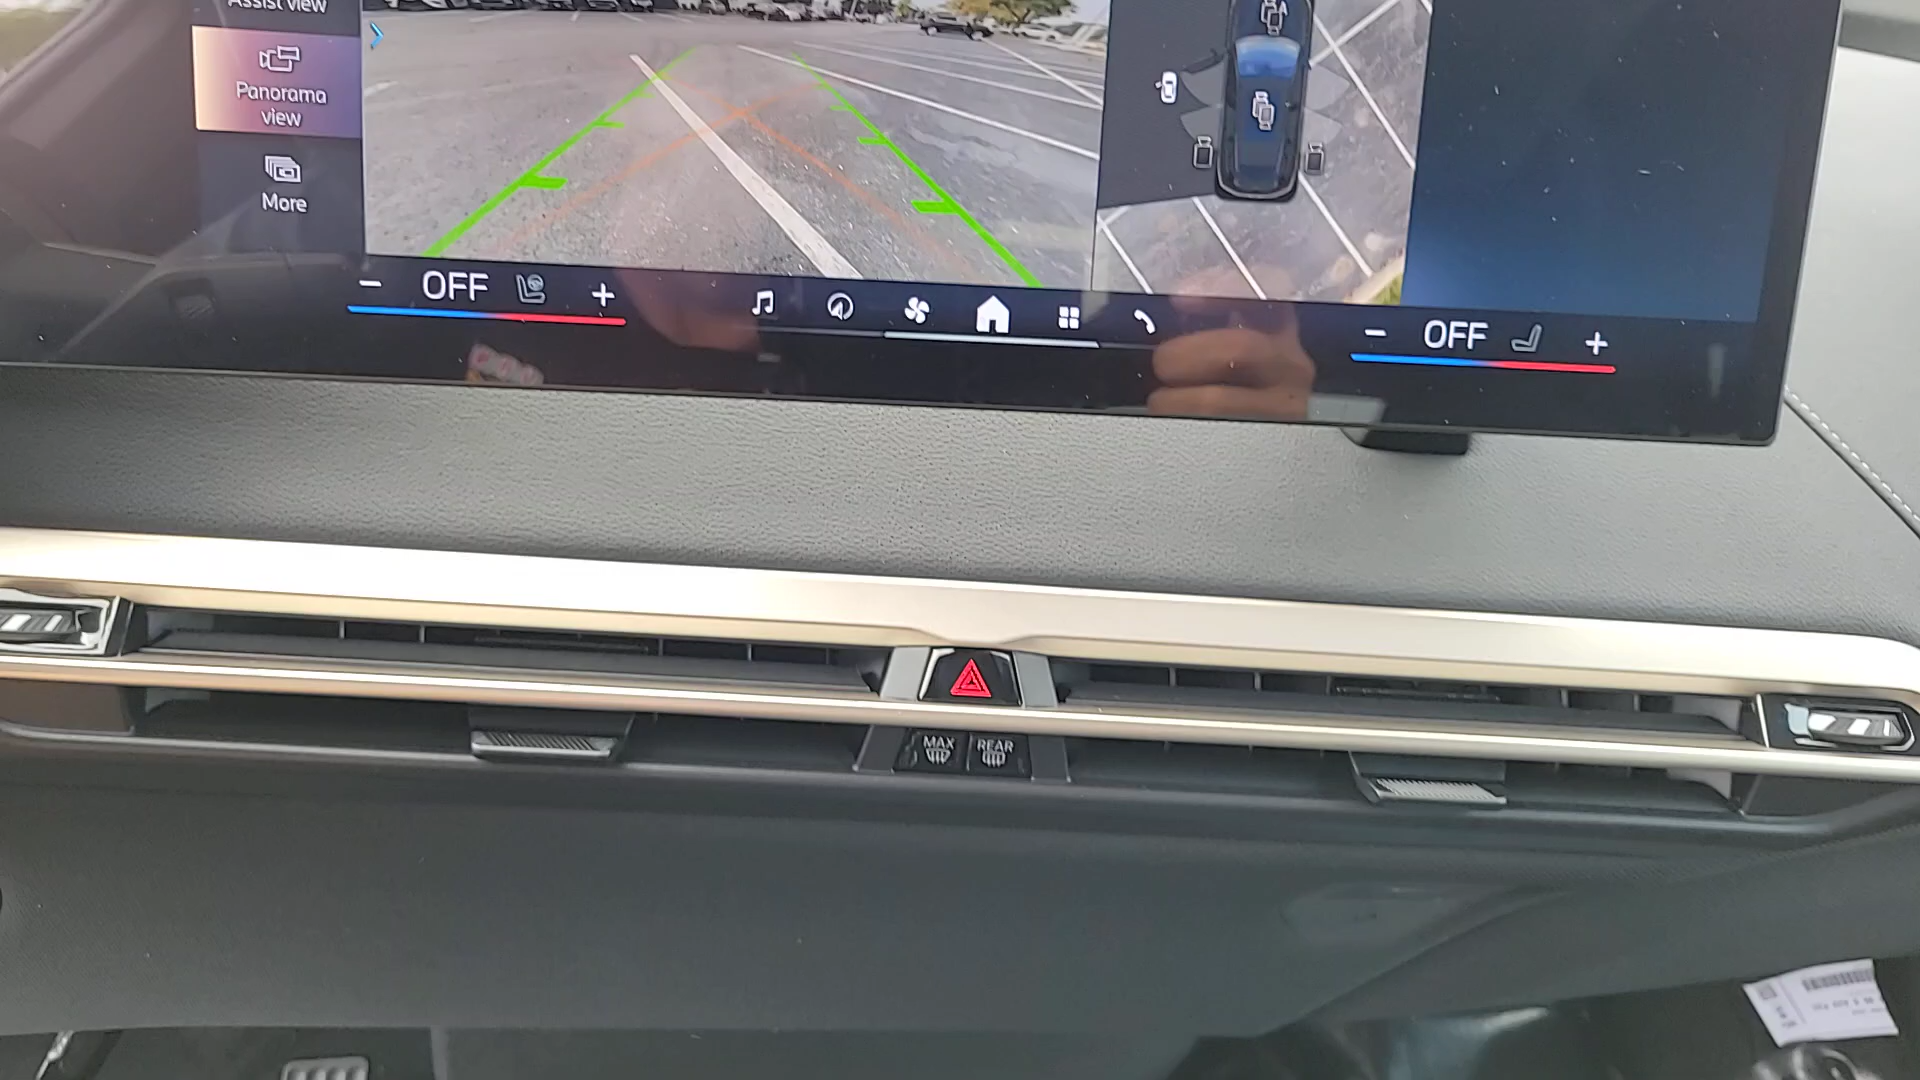 Assist view
Panorama
view
More
OFF
OFF
MAX
REAR